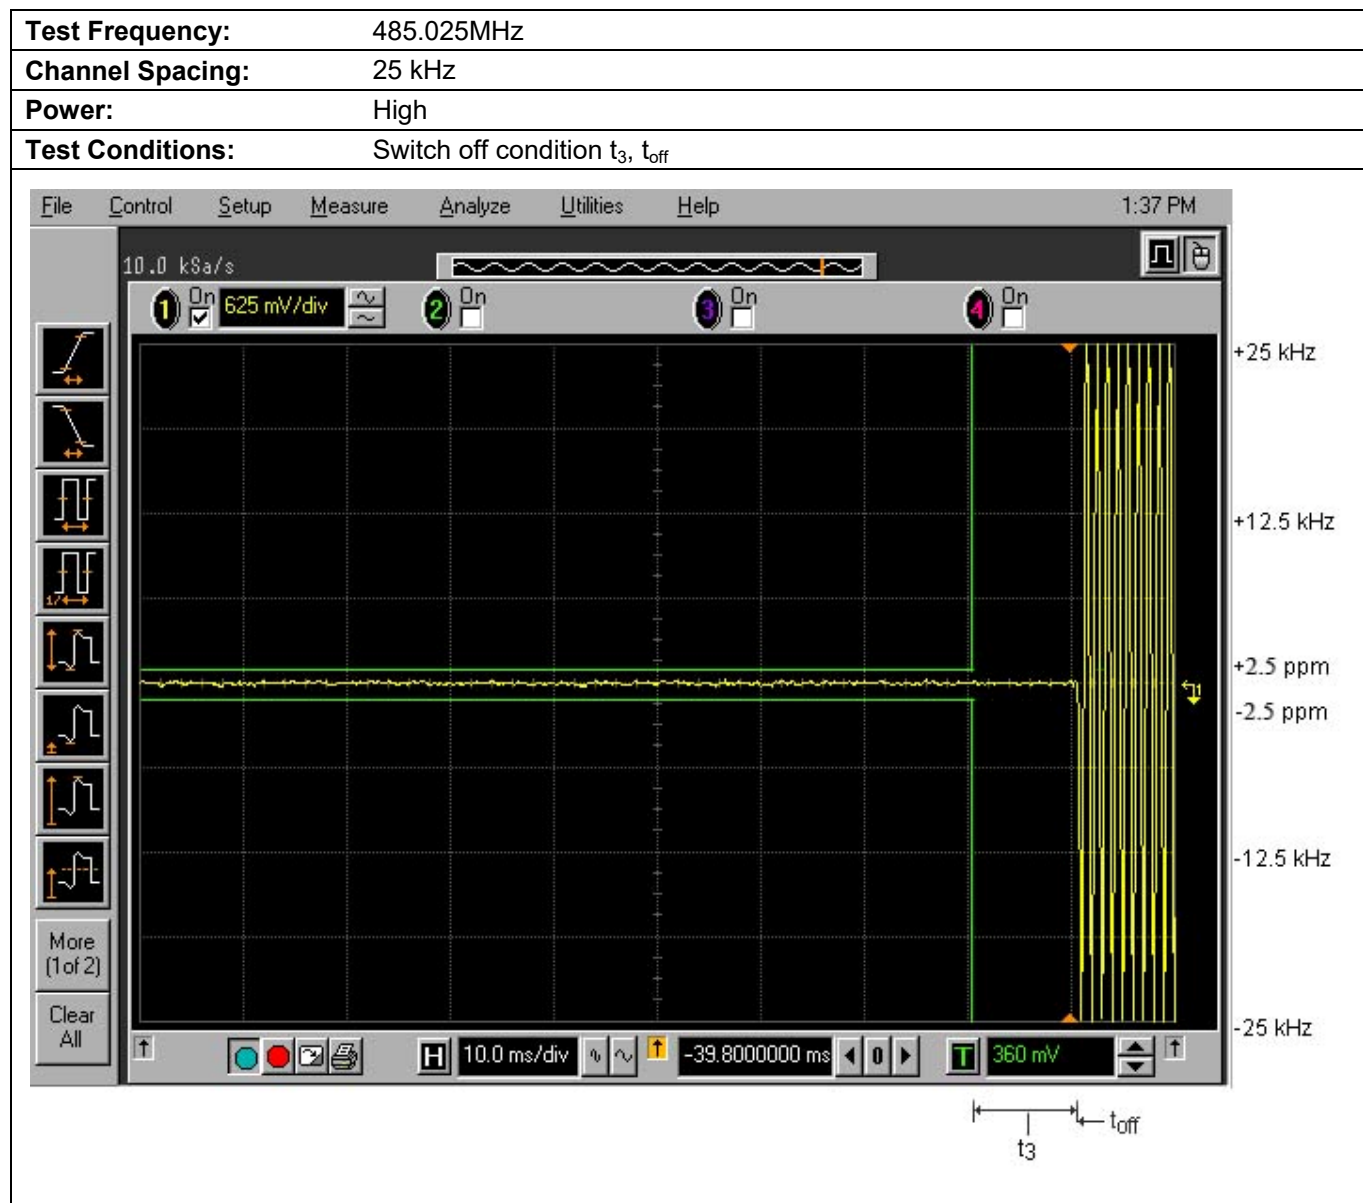 Test Frequency: 485.025MHz
Channel Spacing: 25 kHz
Power: High
Test Conditions: Switch off condition t3, toff
File Control Setup Measure Analyze Utilities Help 1:37 PM
10.0 kSa/s
1 On 625 mV/div 2 On 3 On 4 On
+25 kHz
+12.5 kHz
1/
+2.5 ppm
1
-2.5 ppm
-12.5 kHz
More
(1of 2)
Clear
All
-25 kHz
H 10.0 ms/div -39.8000000 ms 0 T 360 mV
toff
t3